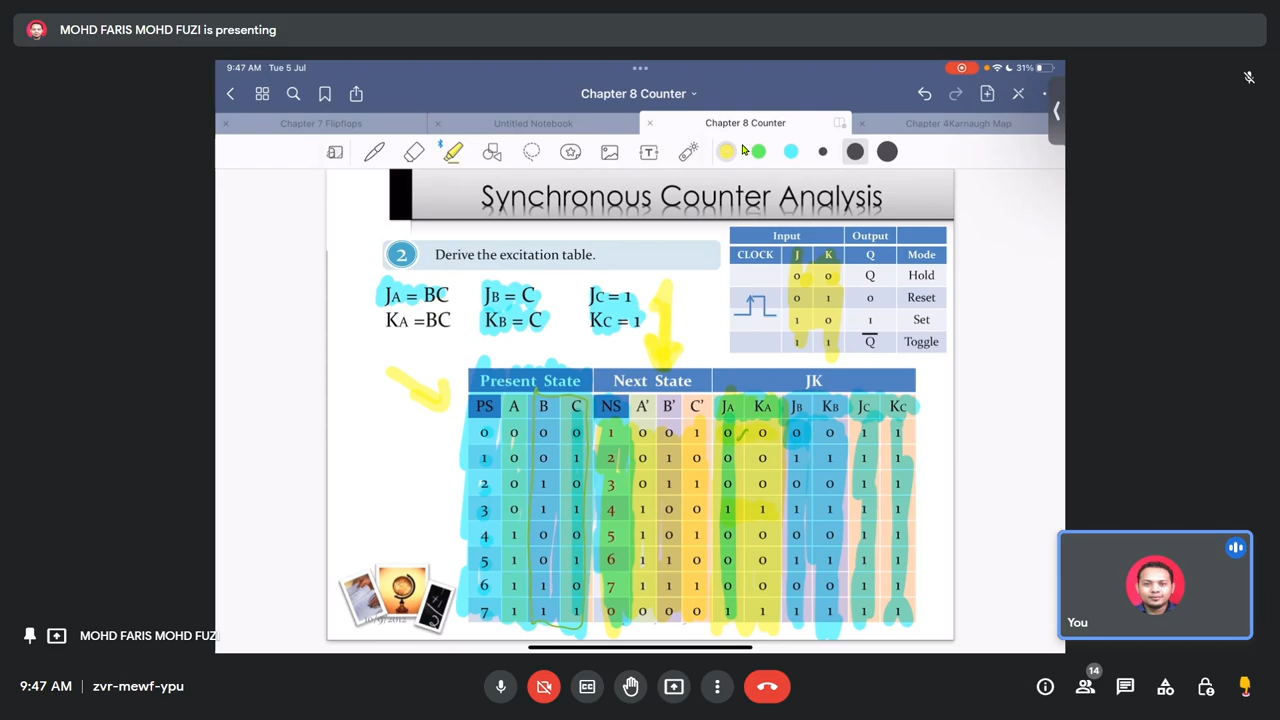 MOHD FARIS MOHD FUZI is presenting
9:47 AM Tue 5 Jul
31%
Chapter 8 Counter
Chapter 7 Flipflops
Untitled Notebook
Chapter 8 Counter
Chapter 4Karnaugh Map
Synchronous Counter Analysis
2 Derive the excitation table.
JA = BC JB = C JC = 1
KA =BC KB = C KC = 1
Input Output
CLOCK J K Q Mode
0 0 Q Hold
0 1 0 Reset
1 0 1 Set
1 1 Q̅ Toggle
Present State Next State JK
PS A B C NS A' B' C' JA KA JB KB JC KC
0 0 0 0 1 0 0 1 0 0 0 0 1 1
1 0 0 1 2 0 1 0 0 0 1 1 1 1
2 0 1 0 3 0 1 1 0 0 0 0 1 1
3 0 1 1 4 1 0 0 1 1 1 1 1 1
4 1 0 0 5 1 0 1 0 0 0 0 1 1
5 1 0 1 6 1 1 0 0 0 1 1 1 1
6 1 1 0 7 1 1 1 0 0 0 0 1 1
7 1 1 1 0 0 0 0 1 1 1 1 1 1
10/9/2012
You
MOHD FARIS MOHD FUZI
9:47 AM | zvr-mewf-ypu
14